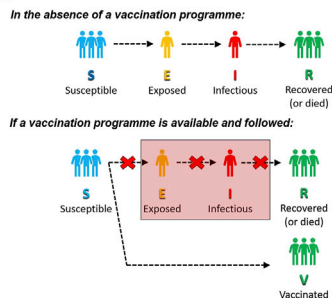 In the absence of a vaccination programme:
S E I R
Susceptible Exposed Infectious Recovered
(or died)
If a vaccination programme is available and followed:
S E I R
Susceptible Exposed Infectious Recovered
(or died)
V
Vaccinated